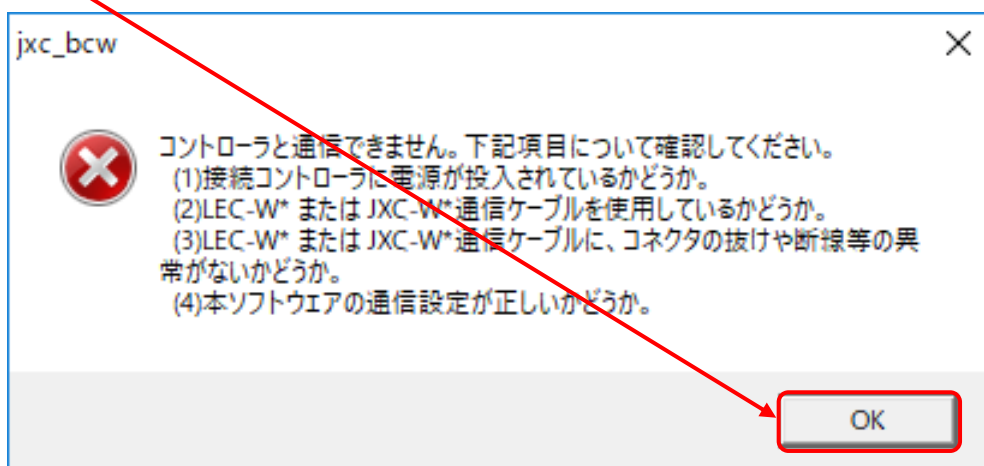 jxc_bcw
コントローラと通信できません。下記項目について確認してください。
(1)接続コントローラに電源が投入されているかどうか。
(2)LEC-W* または JXC-W*通信ケーブルを使用しているかどうか。
(3)LEC-W* または JXC-W*通信ケーブルに、コネクタの抜けや断線等の異
常がないかどうか。
(4)本ソフトウェアの通信設定が正しいかどうか。
OK